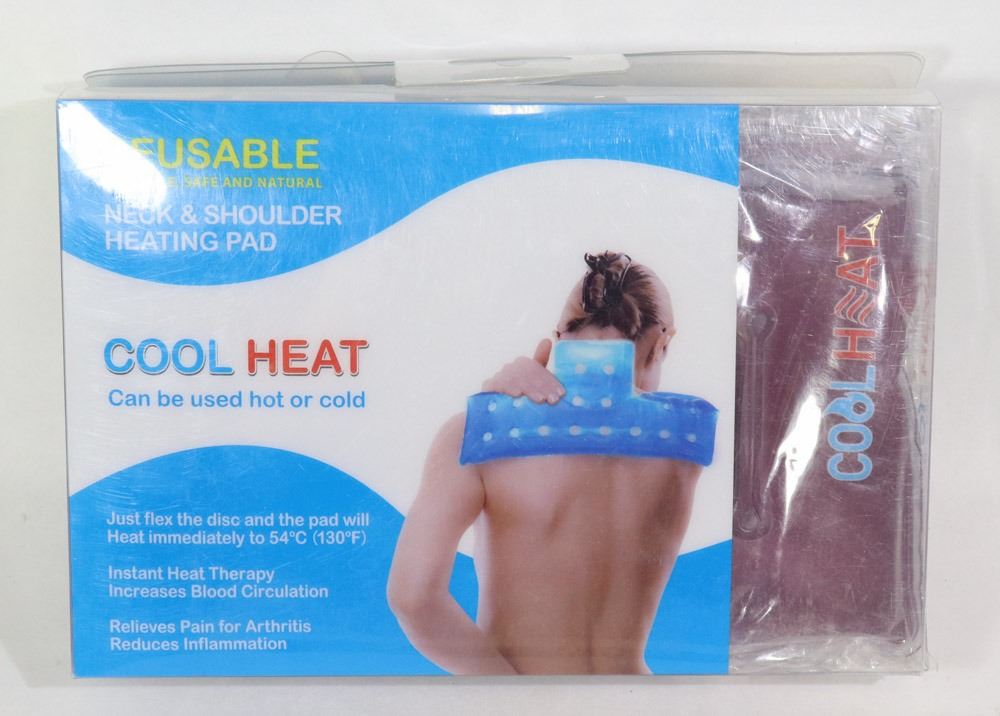 EUSABLE
SAFE AND NATURAL
NECK & SHOULDER
HEATING PAD
COOL HEAT
Can be used hot or cold
Just flex the disc and the pad will
Heat immediately to 54°C (130°F)
Instant Heat Therapy
Increases Blood Circulation
Relieves Pain for Arthritis
Reduces Inflammation
COOL HEAT